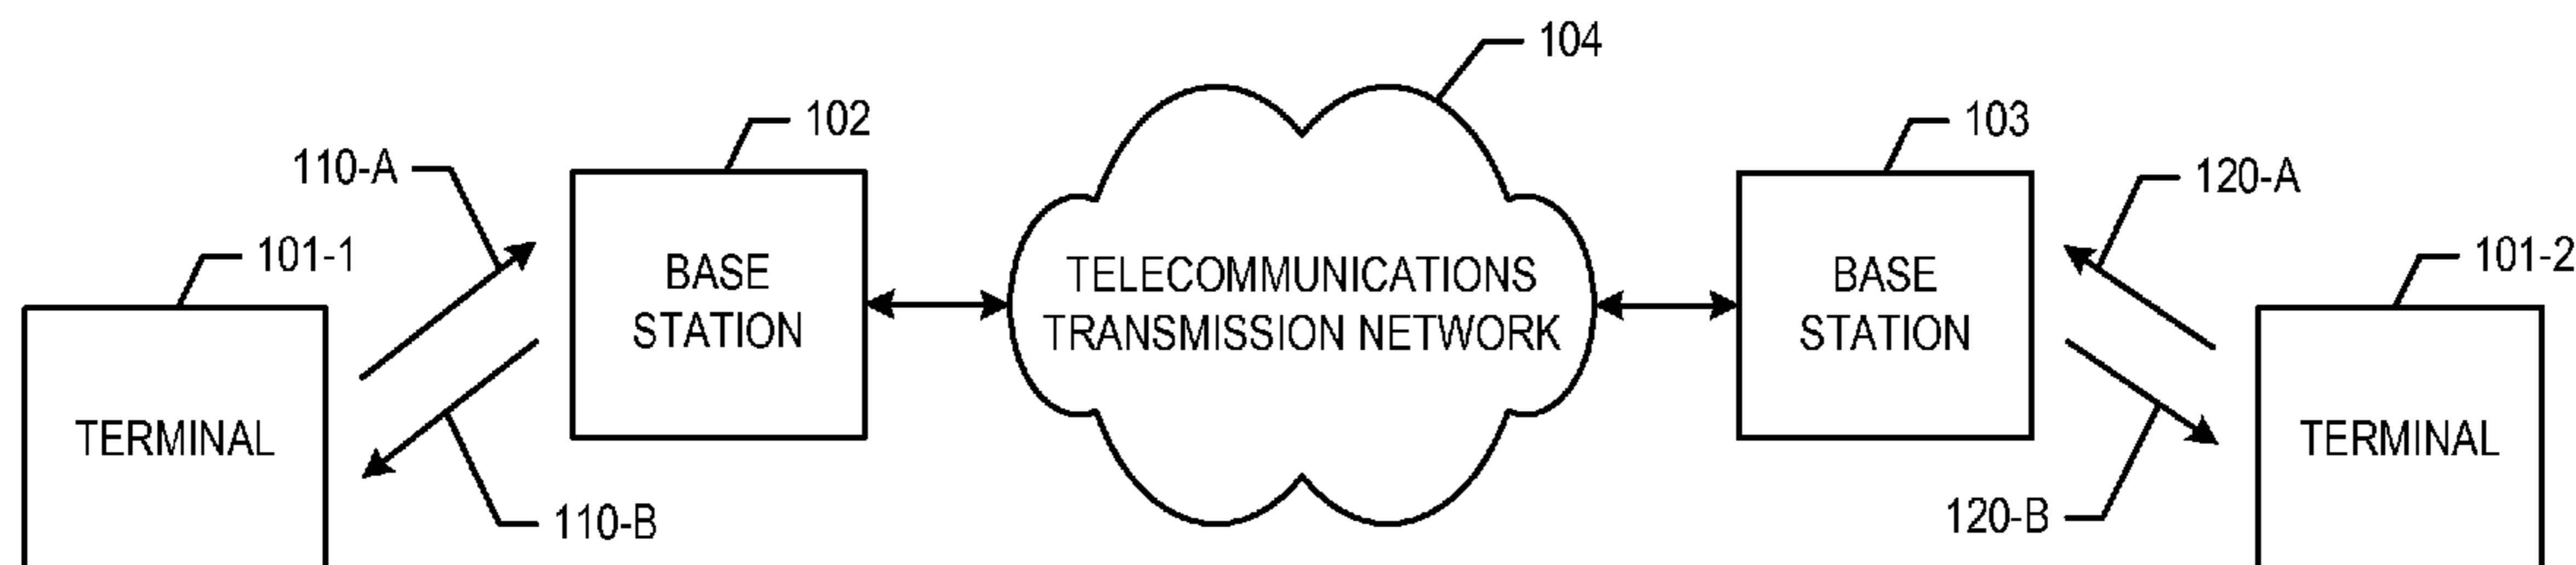 104
102
103
110-A
120-A
101-1
101-2
BASE
STATION
TELECOMMUNICATIONS
TRANSMISSION NETWORK
BASE
STATION
TERMINAL
TERMINAL
110-B
120-B